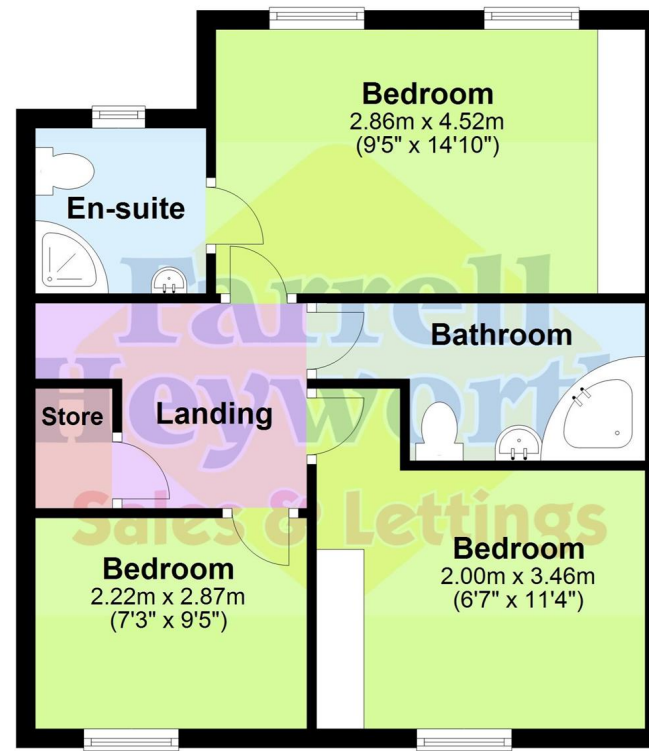 Bedroom
2.86m x 4.52m
(9'5" x 14'10")
En-suite
Farrell
Heyworth
Sales & Lettings
Bathroom
Store
Landing
Bedroom
2.22m x 2.87m
(7'3" x 9'5")
Bedroom
2.00m x 3.46m
(6'7" x 11'4")